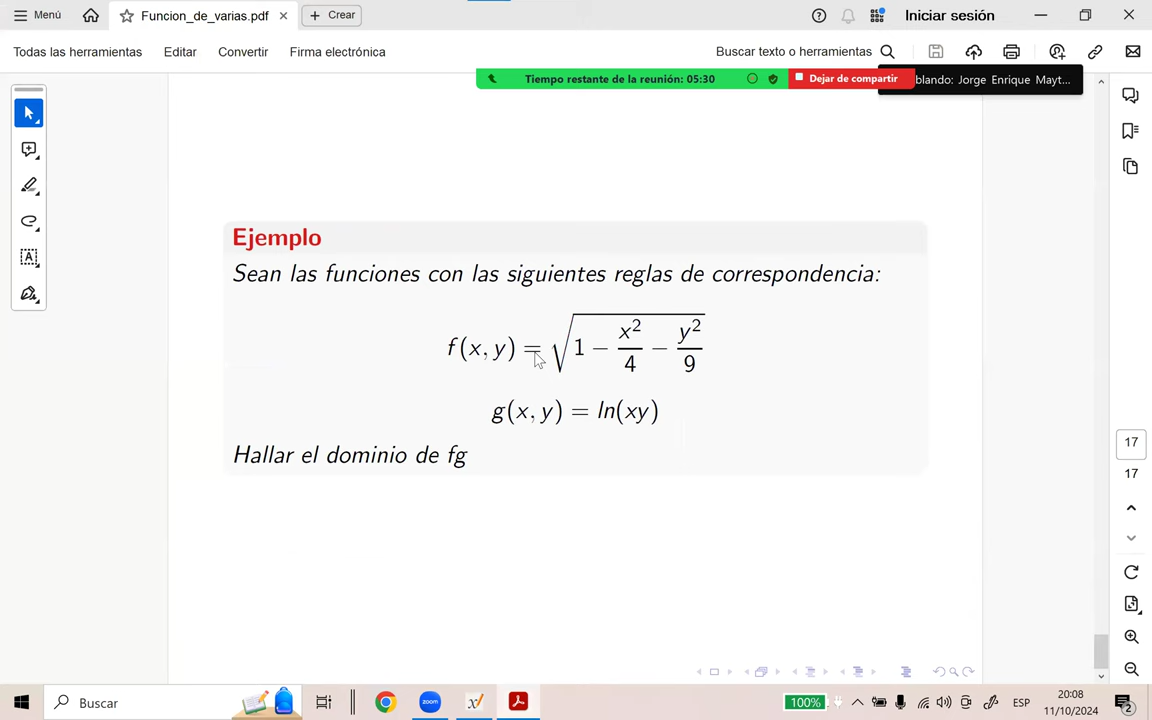 Menú
Funcion_de_varias.pdf
Crear
Iniciar sesión
Todas las herramientas
Editar
Convertir
Firma electrónica
Buscar texto o herramientas
Tiempo restante de la reunión: 05:30
Dejar de compartir
blando: Jorge Enrique Mayt...
Ejemplo
Sean las funciones con las siguientes reglas de correspondencia:
f(x, y) = √(1 − x²/4 − y²/9)
g(x, y) = ln(xy)
Hallar el dominio de fg
17
17
Buscar
zoom
100%
ESP
20:08
11/10/2024
2